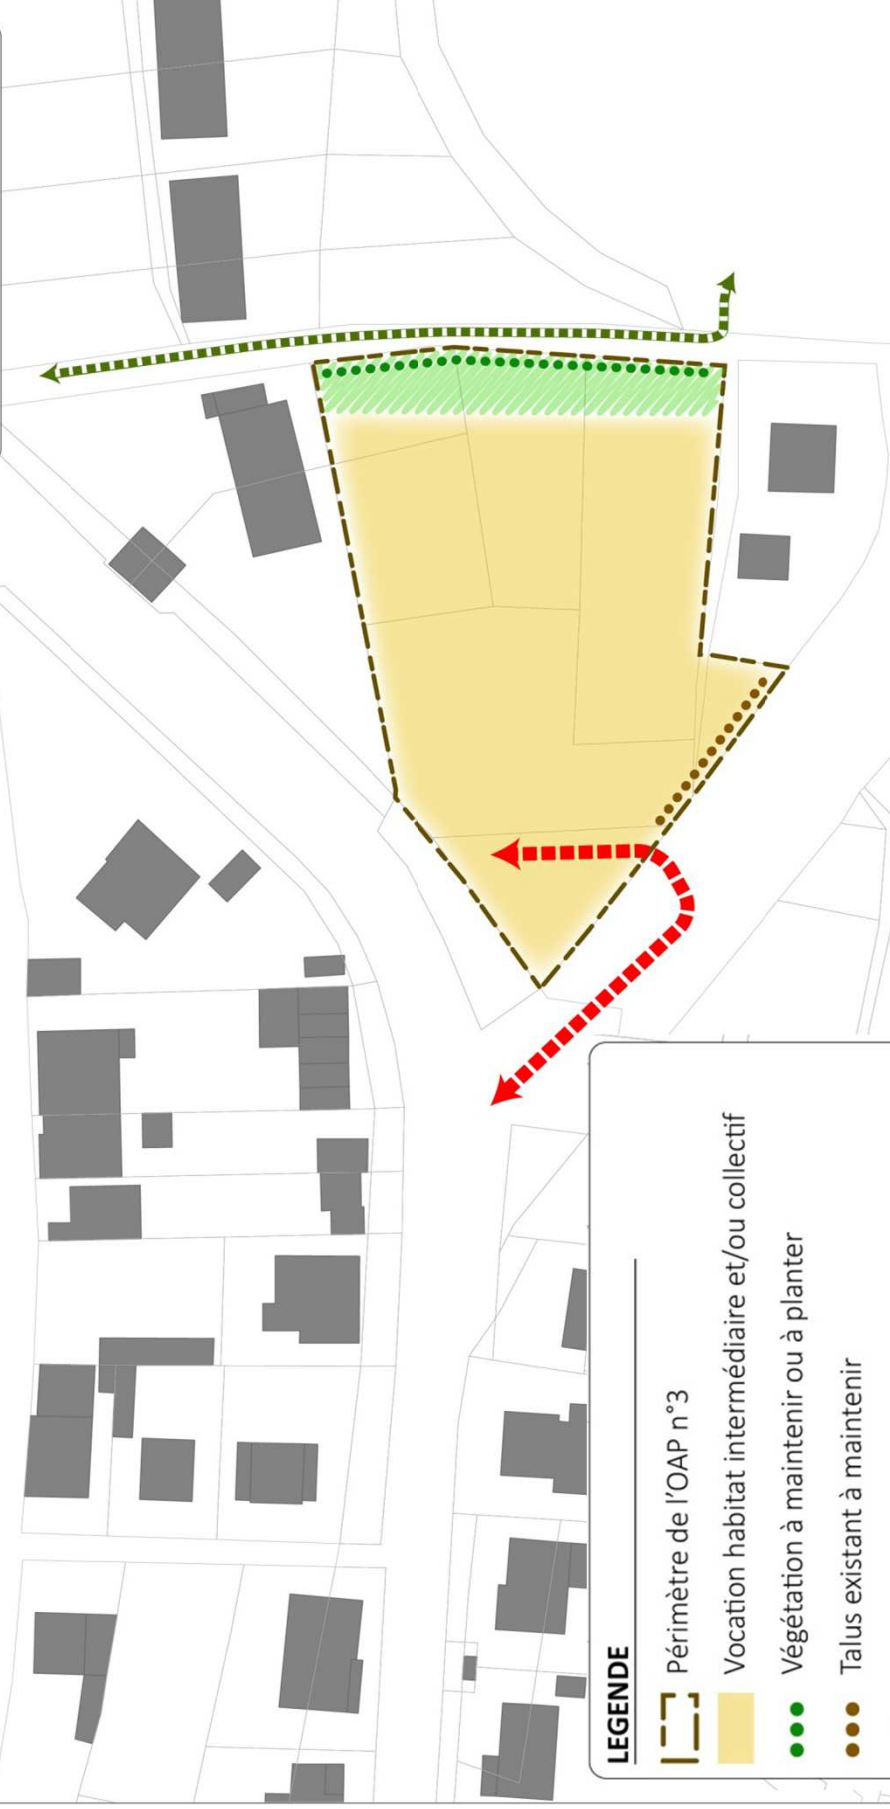 LEGENDE
Périmètre de l'OAP n°3
Vocation habitat intermédiaire et/ou collectif
Végétation à maintenir ou à planter
Talus existant à maintenir